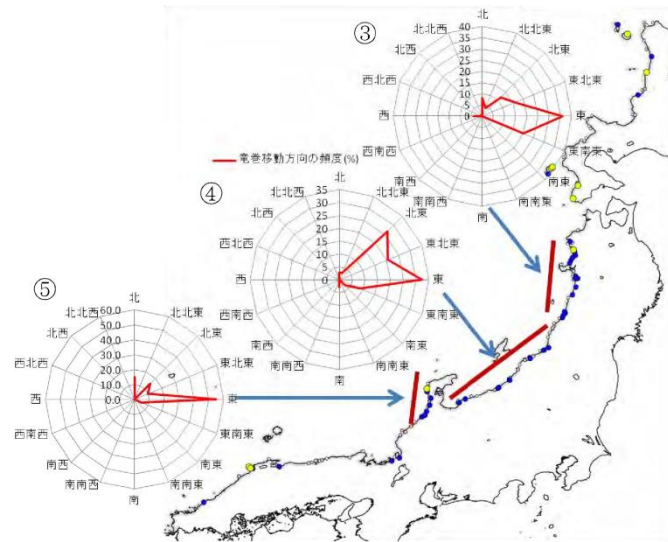 ③
北
北北東
北東
東北東
東
東南東
南東
南南東
南
南南西
南西
西南西
西
西北西
北西
北北西
40
35
30
25
20
15
10
5
0
竜巻移動方向の頻度(%)
④
北
北北東
北東
東北東
東
東南東
南南東
南
南南西
南西
西南西
西
西北西
北西
北北西
35
30
25
20
15
10
5
0
⑤
北
北北東
北東
東北東
東
東南東
南東
南南東
南
南南西
南西
西南西
西
西北西
北西
北北西
60.0
50.0
40.0
30.0
20.0
10.0
0.0